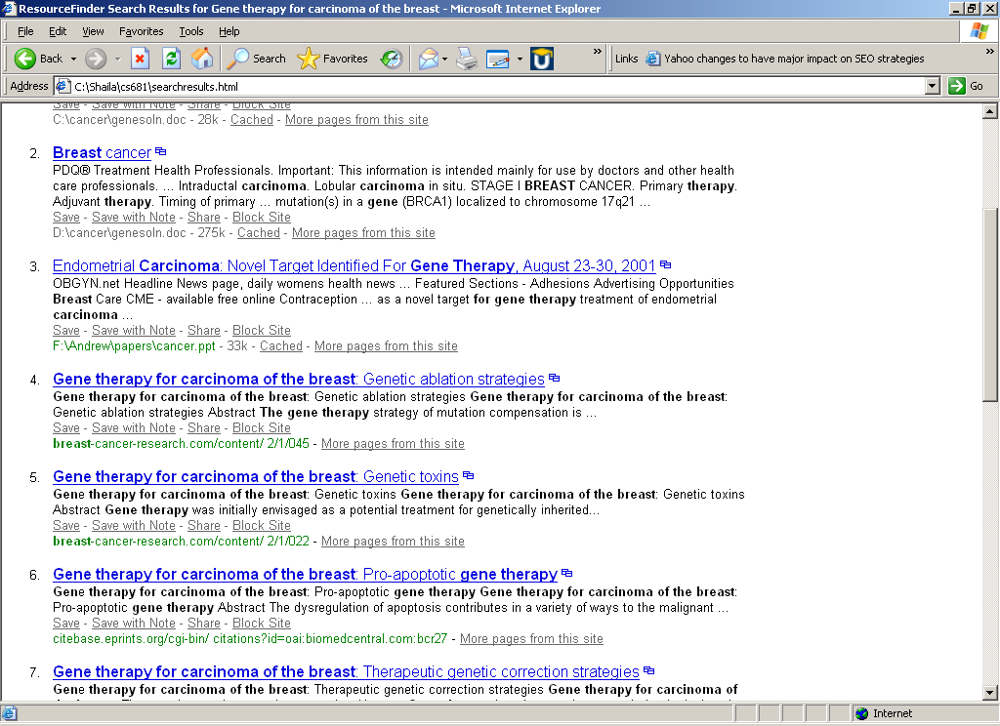 ResourceFinder Search Results for Gene therapy for carcinoma of the breast - Microsoft Internet Explorer
File Edit View Favorites Tools Help
Back Search Favorites » Links Yahoo changes to have major impact on SEO strategies »
Address C:\Shaila\cs681\searchresults.html Go
Save - Save with Note - Share - Block Site
C:\cancer\genesoln.doc - 28k - Cached - More pages from this site
2. Breast cancer
PDQ® Treatment Health Professionals. Important: This information is intended mainly for use by doctors and other health
care professionals. ... Intraductal carcinoma. Lobular carcinoma in situ. STAGE I BREAST CANCER. Primary therapy.
Adjuvant therapy. Timing of primary ... mutation(s) in a gene (BRCA1) localized to chromosome 17q21 ...
Save - Save with Note - Share - Block Site
D:\cancer\genesoln.doc - 275k - Cached - More pages from this site
3. Endometrial Carcinoma: Novel Target Identified For Gene Therapy, August 23-30, 2001
OBGYN.net Headline News page, daily womens health news ... Featured Sections - Adhesions Advertising Opportunities
Breast Care CME - available free online Contraception ... as a novel target for gene therapy treatment of endometrial
carcinoma ...
Save - Save with Note - Share - Block Site
F:\Andrew\papers\cancer.ppt - 33k - Cached - More pages from this site
4. Gene therapy for carcinoma of the breast: Genetic ablation strategies
Gene therapy for carcinoma of the breast: Genetic ablation strategies Gene therapy for carcinoma of the breast:
Genetic ablation strategies Abstract The gene therapy strategy of mutation compensation is ...
Save - Save with Note - Share - Block Site
breast-cancer-research.com/content/ 2/1/045 - More pages from this site
5. Gene therapy for carcinoma of the breast: Genetic toxins
Gene therapy for carcinoma of the breast: Genetic toxins Gene therapy for carcinoma of the breast: Genetic toxins
Abstract Gene therapy was initially envisaged as a potential treatment for genetically inherited...
Save - Save with Note - Share - Block Site
breast-cancer-research.com/content/ 2/1/022 - More pages from this site
6. Gene therapy for carcinoma of the breast: Pro-apoptotic gene therapy
Gene therapy for carcinoma of the breast: Pro-apoptotic gene therapy Gene therapy for carcinoma of the breast:
Pro-apoptotic gene therapy Abstract The dysregulation of apoptosis contributes in a variety of ways to the malignant ...
Save - Save with Note - Share - Block Site
citebase.eprints.org/cgi-bin/ citations?id=oai:biomedcentral.com:bcr27 - More pages from this site
7. Gene therapy for carcinoma of the breast: Therapeutic genetic correction strategies
Gene therapy for carcinoma of the breast: Therapeutic genetic correction strategies Gene therapy for carcinoma of
Internet